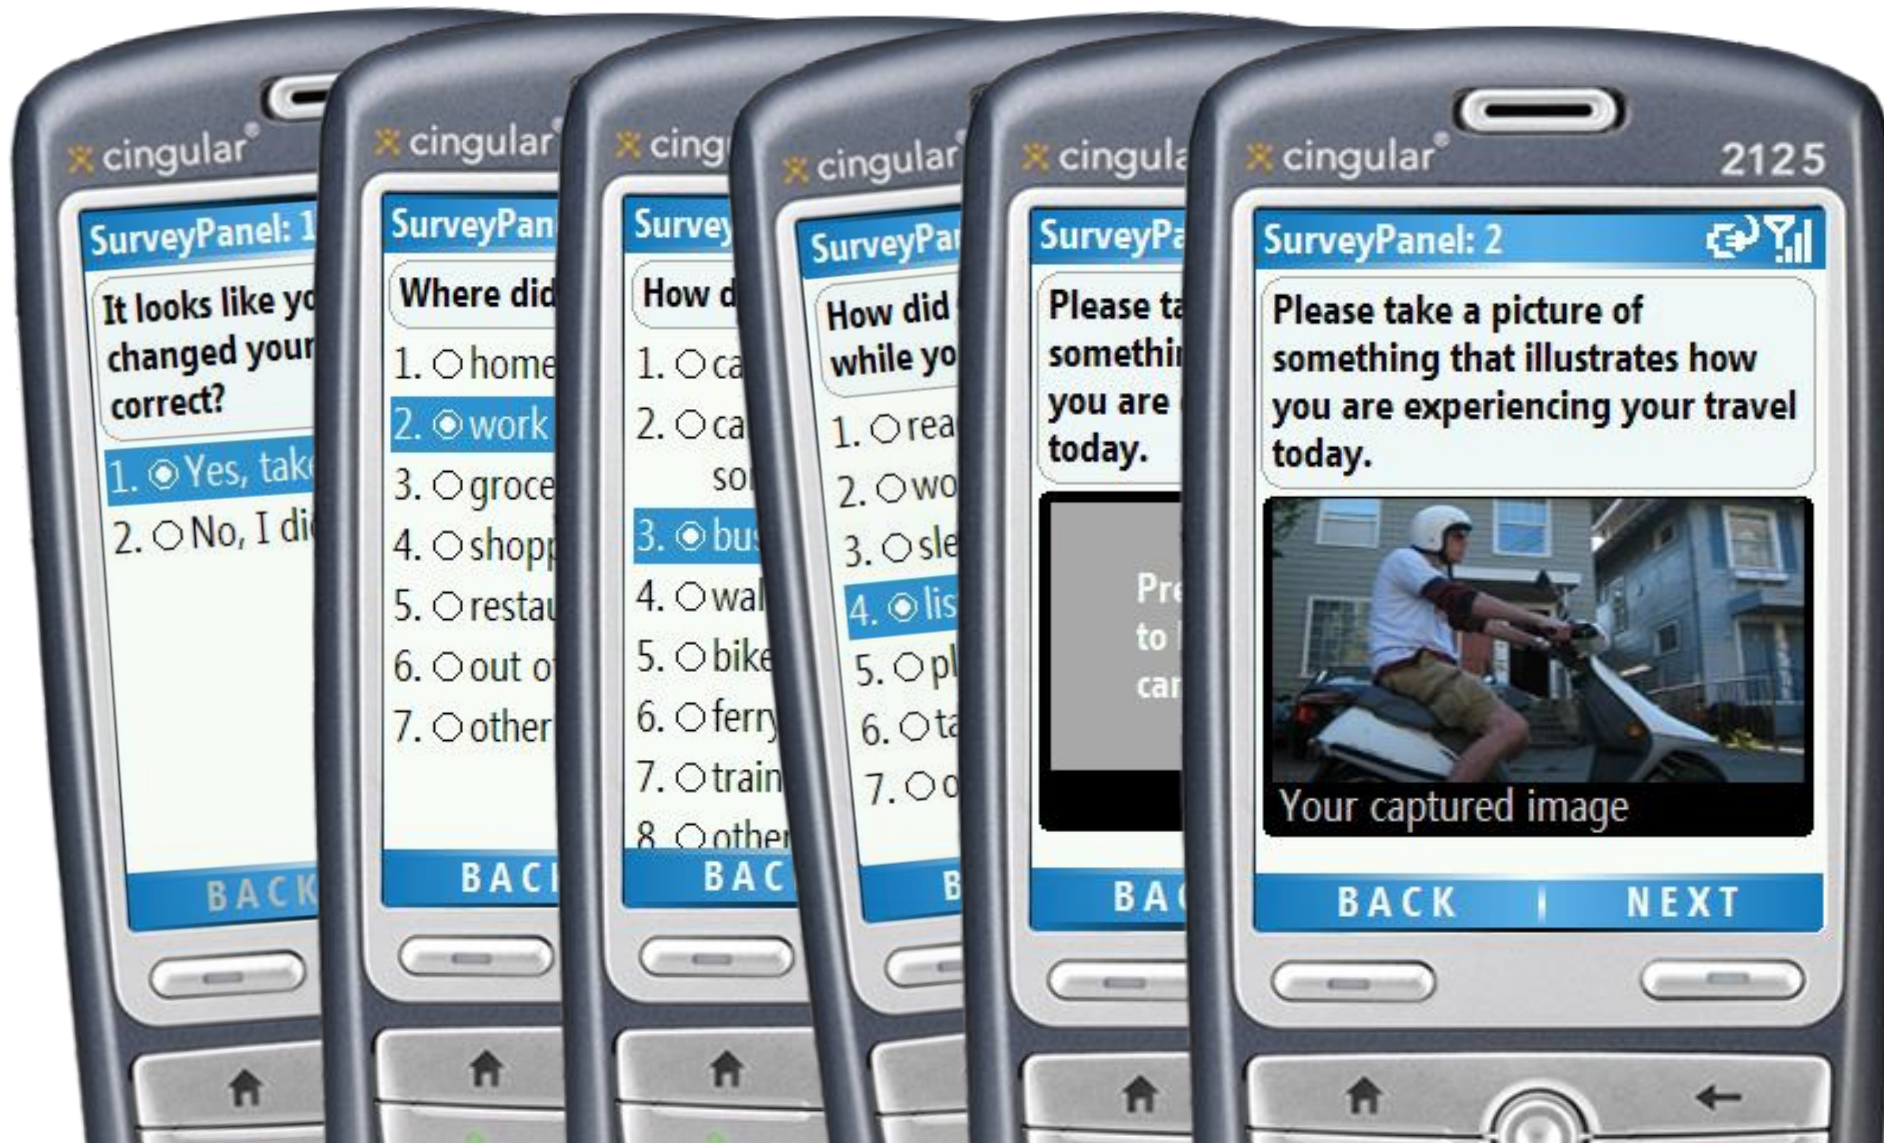 cingular®
SurveyPanel: 1
It looks like yo
changed your
correct?
1. Yes, take
2. No, I di
BACK
cingular®
SurveyPan
Where did
1. home
2. work
3. groce
4. shopp
5. restau
6. out o
7. other
BAC
cing
Survey
How d
1. ca
2. ca
so
3. bus
4. wal
5. bike
6. ferry
7. train
8 other
BAC
cingular
SurveyPa
How did
while yo
1. rea
2. wo
3. sle
4. lis
5. pl
6. ta
7. o
B
cingula
SurveyPa
Please ta
somethin
you are
today.
Pre
to
car
BA
cingular®
2125
SurveyPanel: 2
Please take a picture of
something that illustrates how
you are experiencing your travel
today.
Your captured image
BACK NEXT